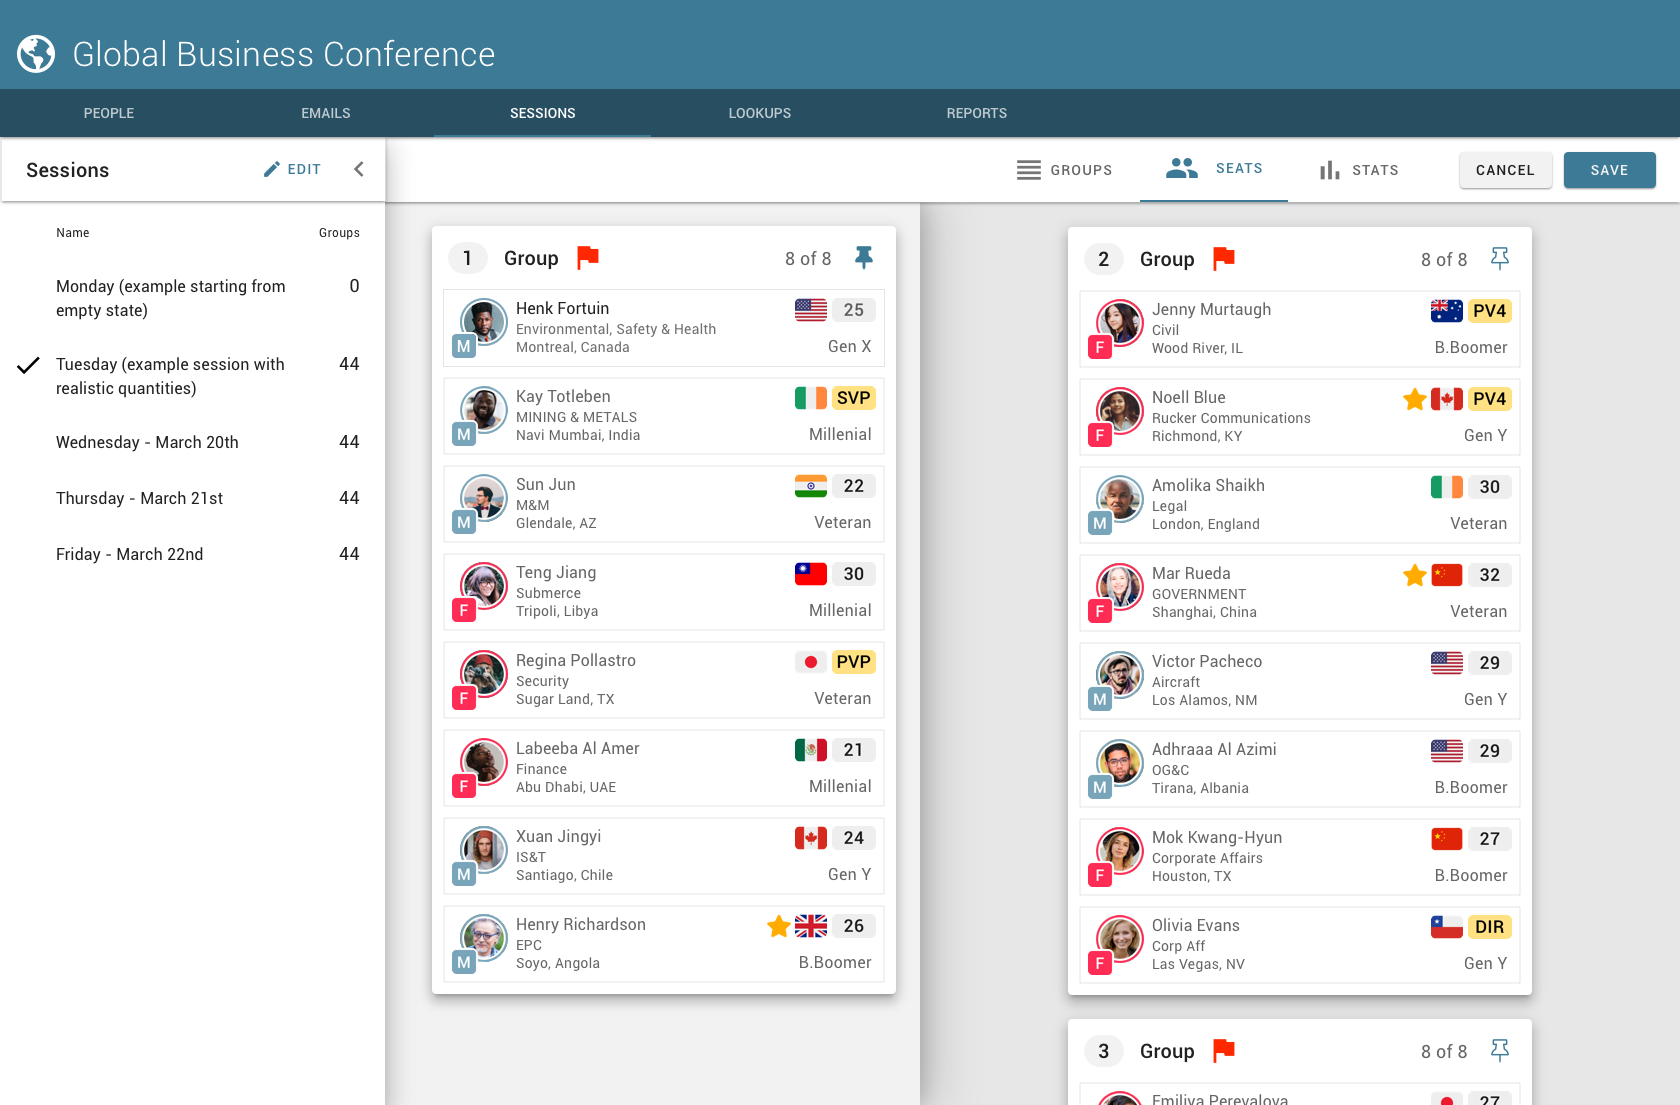 Global Business Conference
PEOPLE
EMAILS
SESSIONS
LOOKUPS
REPORTS
Sessions
EDIT
GROUPS
SEATS
STATS
CANCEL
SAVE
Name
Groups
Monday (example starting from
empty state)
0
Tuesday (example session with
realistic quantities)
44
Wednesday - March 20th
44
Thursday - March 21st
44
Friday - March 22nd
44
1
Group
8 of 8
Henk Fortuin
25
Environmental, Safety & Health
M
Montreal, Canada
Gen X
Kay Totleben
SVP
MINING & METALS
M
Navi Mumbai, India
Millenial
Sun Jun
22
M&M
M
Glendale, AZ
Veteran
Teng Jiang
30
Submerce
F
Tripoli, Libya
Millenial
Regina Pollastro
PVP
Security
F
Sugar Land, TX
Veteran
Labeeba Al Amer
21
Finance
F
Abu Dhabi, UAE
Millenial
Xuan Jingyi
24
IS&T
M
Santiago, Chile
Gen Y
Henry Richardson
26
EPC
M
Soyo, Angola
B.Boomer
2
Group
8 of 8
Jenny Murtaugh
PV4
Civil
F
Wood River, IL
B.Boomer
Noell Blue
PV4
Rucker Communications
F
Richmond, KY
Gen Y
Amolika Shaikh
30
Legal
M
London, England
Veteran
Mar Rueda
32
GOVERNMENT
F
Shanghai, China
Veteran
Victor Pacheco
29
Aircraft
M
Los Alamos, NM
Gen Y
Adhraaa Al Azimi
29
OG&C
M
Tirana, Albania
B.Boomer
Mok Kwang-Hyun
27
Corporate Affairs
F
Houston, TX
B.Boomer
Olivia Evans
DIR
Corp Aff
F
Las Vegas, NV
Gen Y
3
Group
8 of 8
Emiliya Perevalova
27